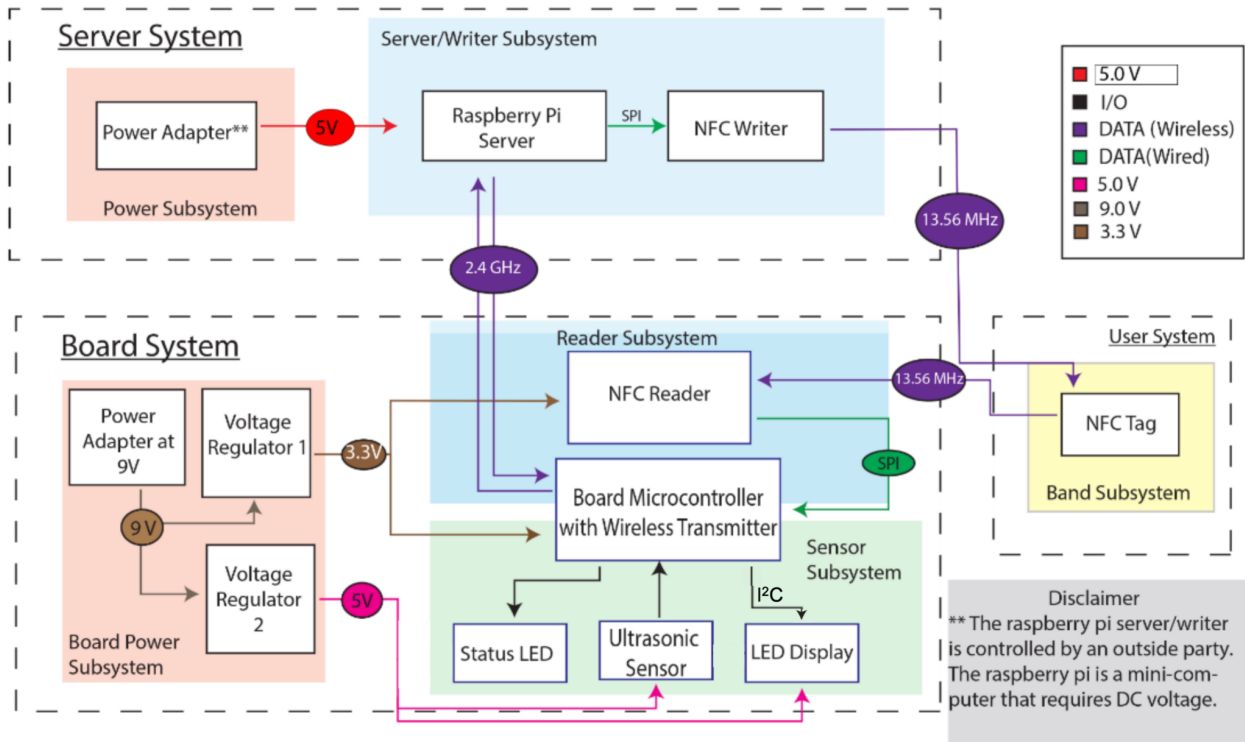 Server System
Server/Writer Subsystem
Power Adapter**
5V
Raspberry Pi
Server
SPI
NFC Writer
Power Subsystem
5.0 V
I/O
DATA (Wireless)
DATA(Wired)
5.0 V
9.0 V
3.3 V
13.56 MHz
2.4 GHz
Board System
Reader Subsystem
NFC Reader
13.56 MHz
User System
NFC Tag
Band Subsystem
Power
Adapter at
9V
Voltage
Regulator 1
3.3V
SPI
9 V
Board Microcontroller
with Wireless Transmitter
Voltage
Regulator
2
5V
Sensor
Subsystem
I²C
Status LED
Ultrasonic
Sensor
LED Display
Board Power
Subsystem
Disclaimer
** The raspberry pi server/writer
is controlled by an outside party.
The raspberry pi is a mini-com-
puter that requires DC voltage.